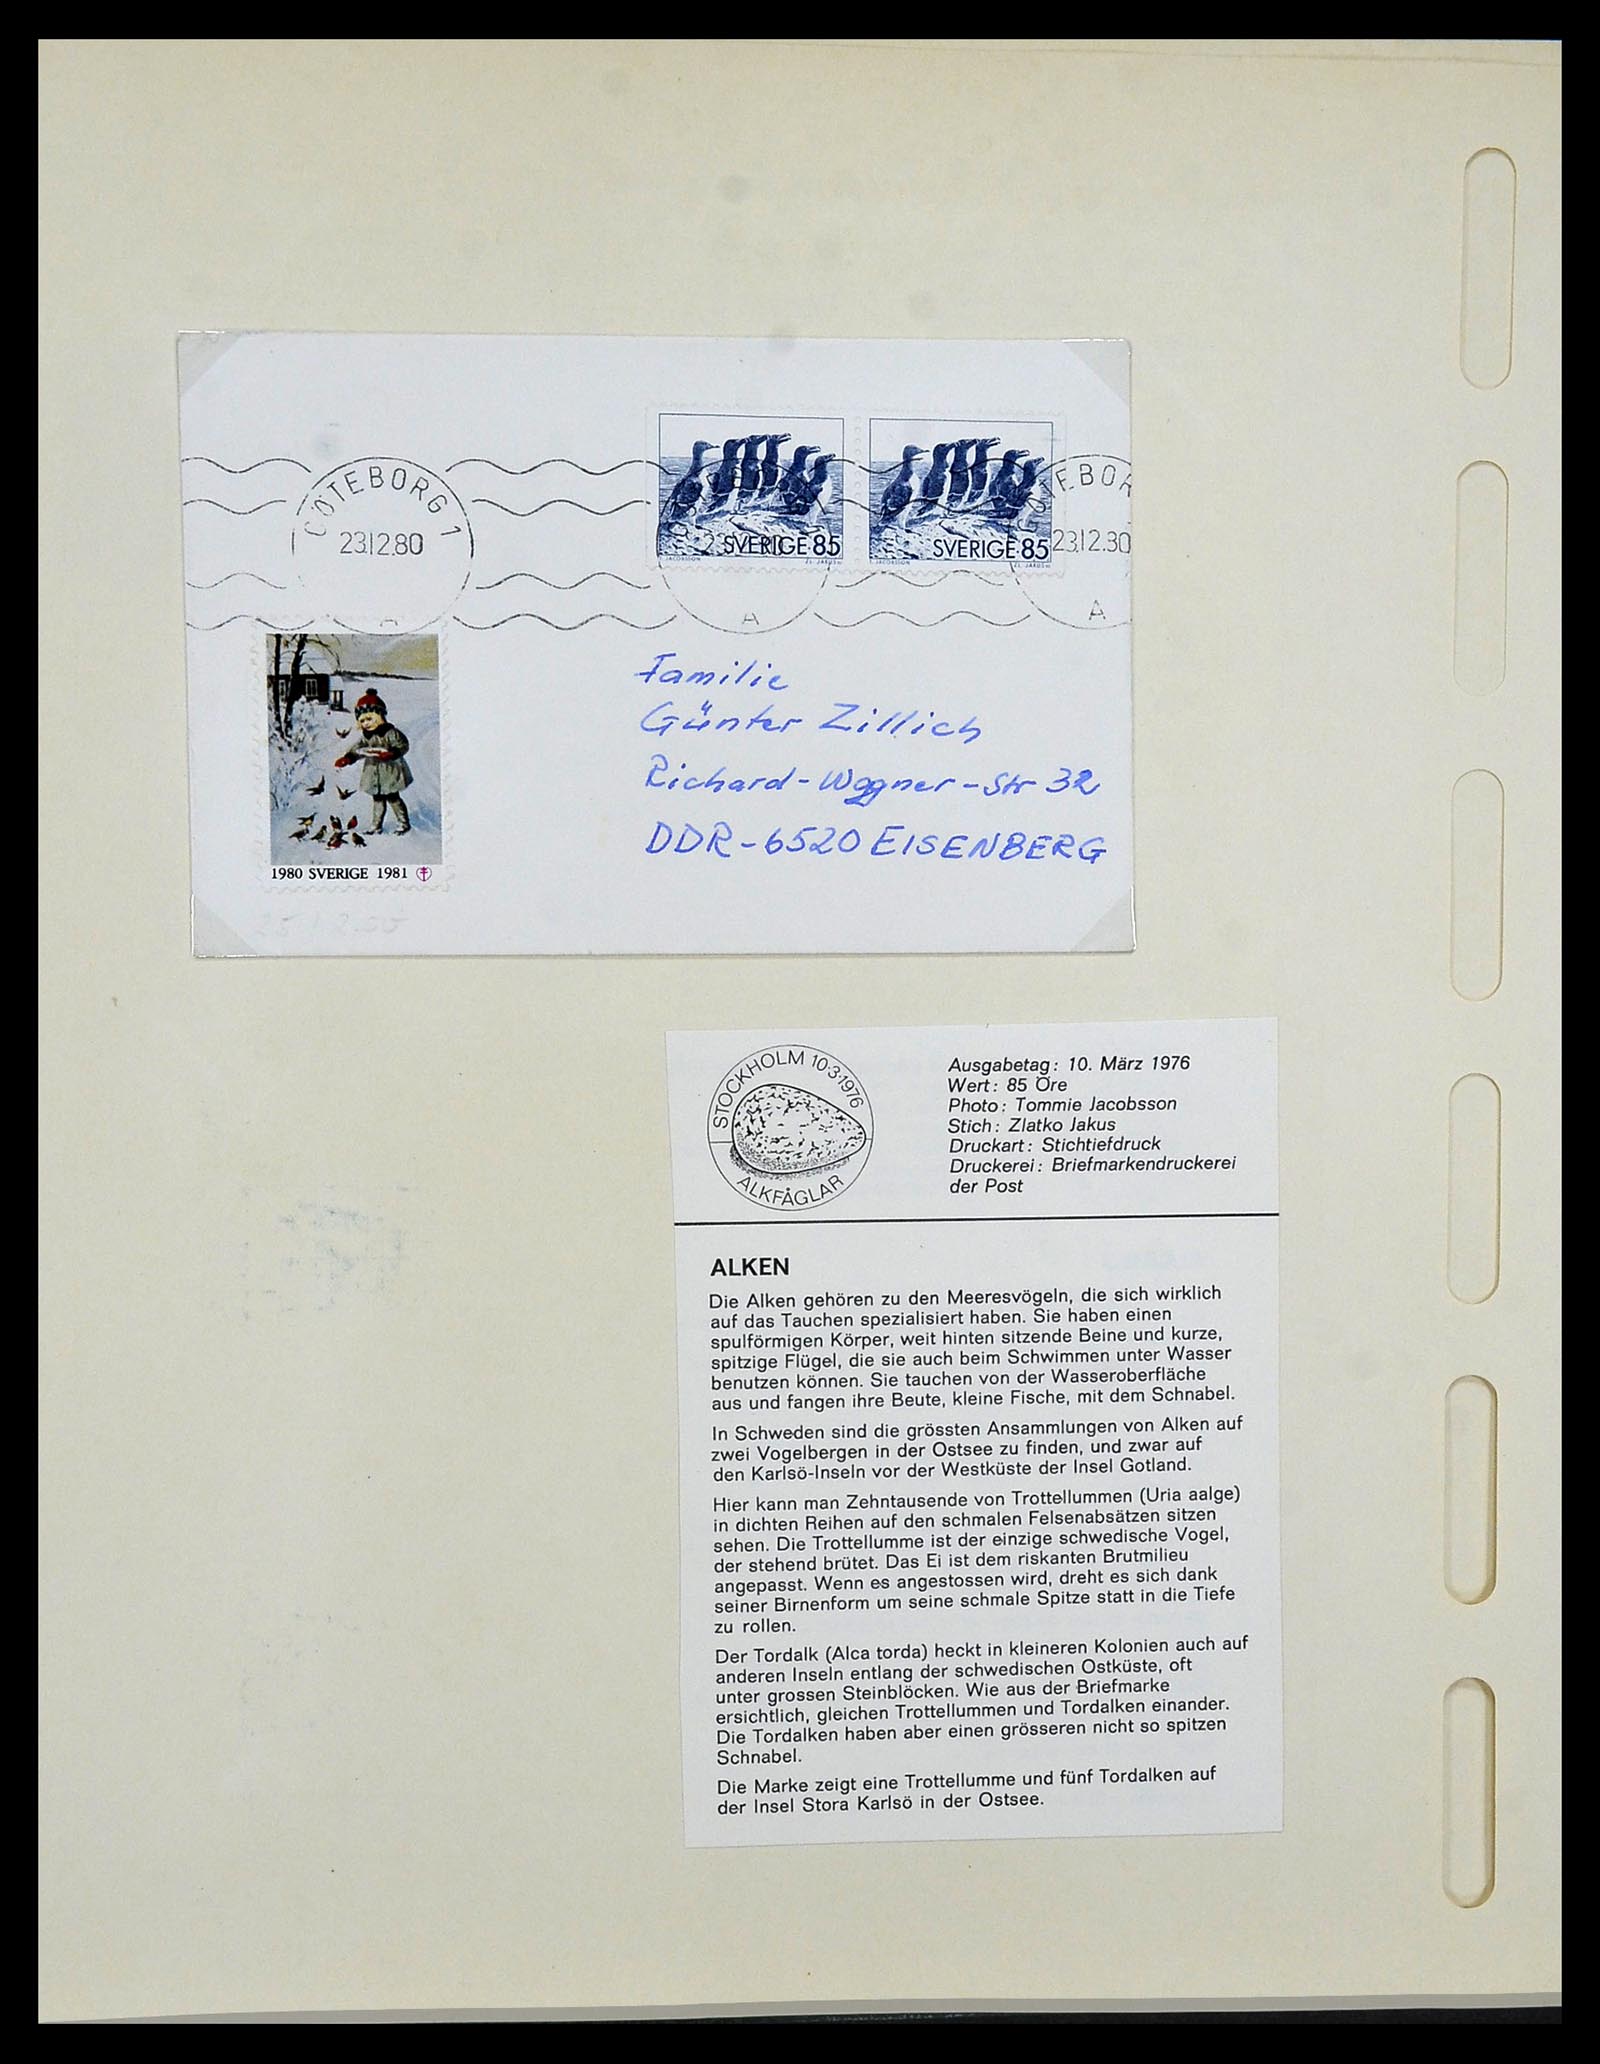 GÖTEBORG 1
23.12.80
A
SVERIGE 85
JACOBSSON ZL. JAKUS sc
SVERIGE 85
JACOBSSON ZL. JAKUS sc
GÖTEBOR
23.12.80
A
A
1980 SVERIGE 1981
Familie
Günter Zillich
Richard-Wagner-Str 32
DDR-6520 EISENBERG
STOCKHOLM 10·3·1976
ALKFÅGLAR
Ausgabetag: 10. März 1976
Wert: 85 Öre
Photo: Tommie Jacobsson
Stich: Zlatko Jakus
Druckart: Stichtiefdruck
Druckerei: Briefmarkendruckerei
der Post
ALKEN
Die Alken gehören zu den Meeresvögeln, die sich wirklich
auf das Tauchen spezialisiert haben. Sie haben einen
spulförmigen Körper, weit hinten sitzende Beine und kurze,
spitzige Flügel, die sie auch beim Schwimmen unter Wasser
benutzen können. Sie tauchen von der Wasseroberfläche
aus und fangen ihre Beute, kleine Fische, mit dem Schnabel.
In Schweden sind die grössten Ansammlungen von Alken auf
zwei Vogelbergen in der Ostsee zu finden, und zwar auf
den Karlsö-Inseln vor der Westküste der Insel Gotland.
Hier kann man Zehntausende von Trottellummen (Uria aalge)
in dichten Reihen auf den schmalen Felsenabsätzen sitzen
sehen. Die Trottellumme ist der einzige schwedische Vogel,
der stehend brütet. Das Ei ist dem riskanten Brutmilieu
angepasst. Wenn es angestossen wird, dreht es sich dank
seiner Birnenform um seine schmale Spitze statt in die Tiefe
zu rollen.
Der Tordalk (Alca torda) heckt in kleineren Kolonien auch auf
anderen Inseln entlang der schwedischen Ostküste, oft
unter grossen Steinblöcken. Wie aus der Briefmarke
ersichtlich, gleichen Trottellummen und Tordalken einander.
Die Tordalken haben aber einen grösseren nicht so spitzen
Schnabel.
Die Marke zeigt eine Trottellumme und fünf Tordalken auf
der Insel Stora Karlsö in der Ostsee.